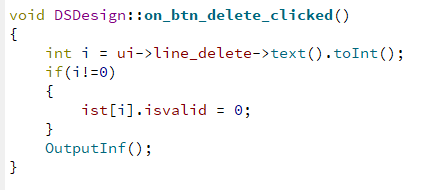 void DSDesign::on_btn_delete_clicked()
{
    int i = ui->line_delete->text().toInt();
    if(i!=0)
    {
        ist[i].isvalid = 0;
    }
    OutputInf();
}